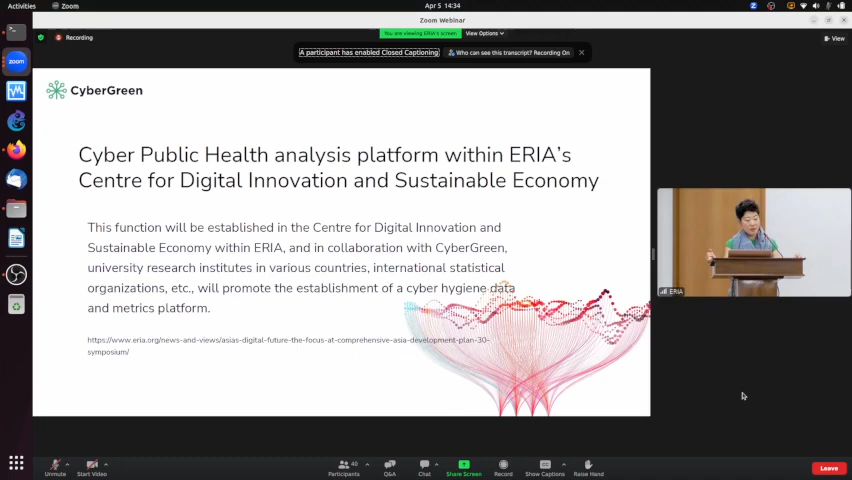 Activities
Zoom
Apr 5 14:34
Zoom Webinar
Recording
You are viewing ERIA's screen
View Options
View
A participant has enabled Closed Captioning
Who can see this transcript? Recording On
zoom
CyberGreen
Cyber Public Health analysis platform within ERIA's
Centre for Digital Innovation and Sustainable Economy
This function will be established in the Centre for Digital Innovation and
Sustainable Economy within ERIA, and in collaboration with CyberGreen,
university research institutes in various countries, international statistical
organizations, etc., will promote the establishment of a cyber hygiene data
and metrics platform.
https://www.eria.org/news-and-views/asias-digital-future-the-focus-at-comprehensive-asia-development-plan-30-
symposium/
ERIA
Unmute
Start Video
40
Participants
Q&A
Chat
Share Screen
Record
Show Captions
Raise Hand
Leave